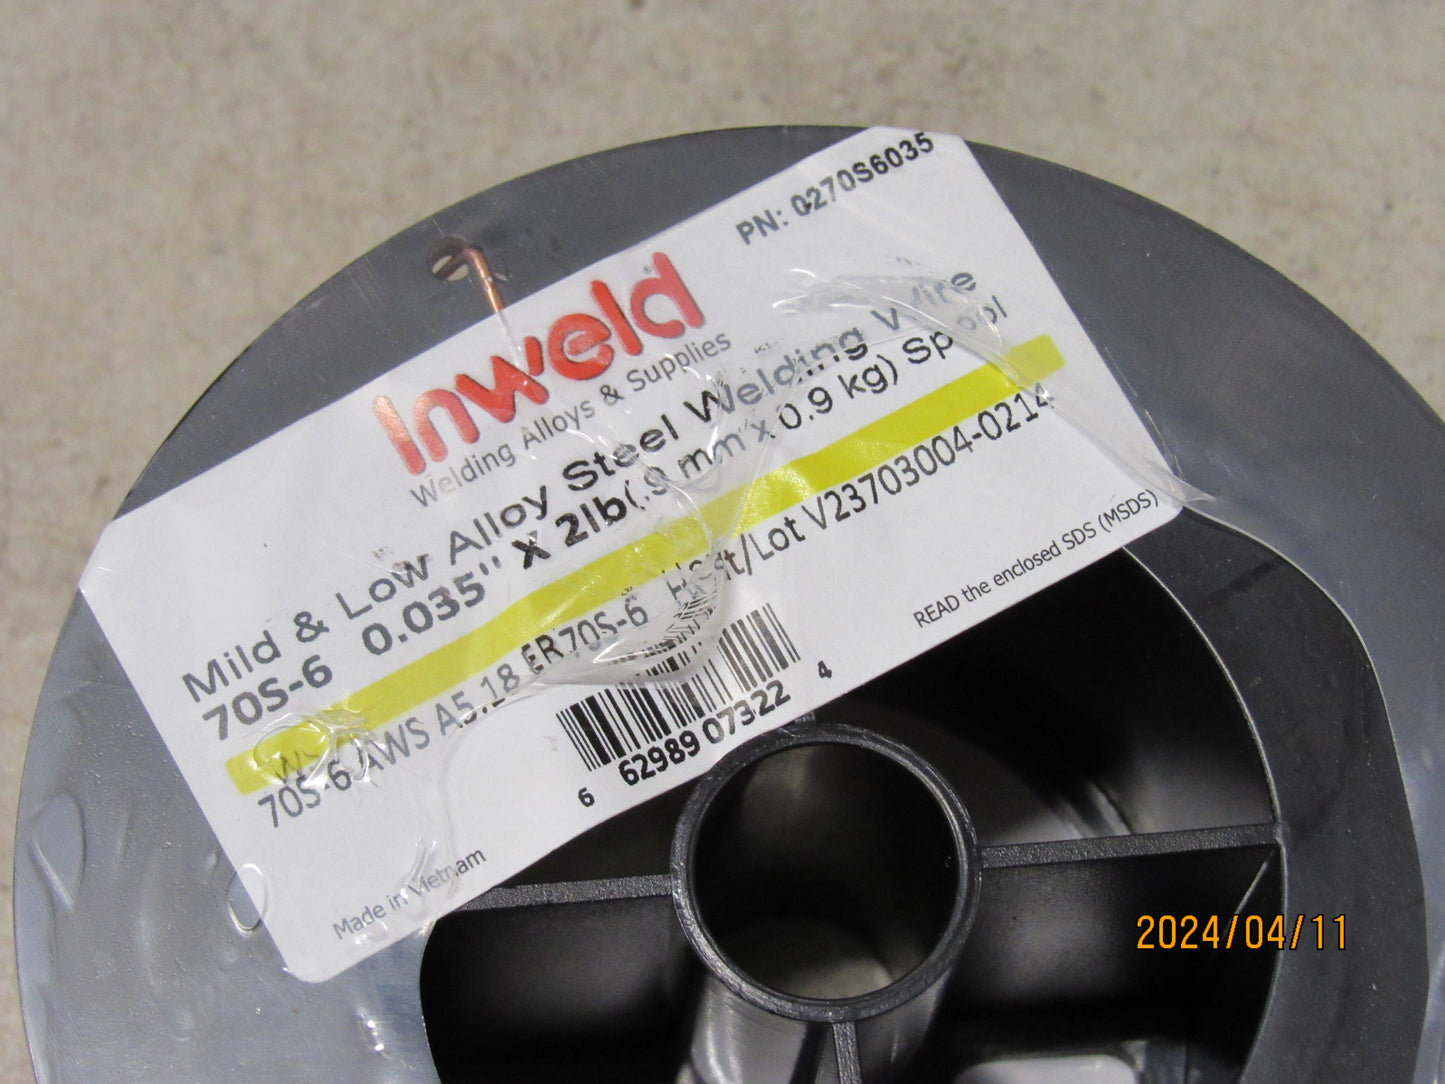 PN: 0270S6035
Inweld®
Welding Alloys & Supplies
Mild & Low Alloy Steel Welding Wire
70S-6 0.035" X 2lb(.9 mm x 0.9 kg) Spool
70S-6 AWS A5.18 ER70S-6 Heat/Lot V23703004-0214
READ the enclosed SDS (MSDS)
6 62989 07322 4
Made in Vietnam
2024/04/11